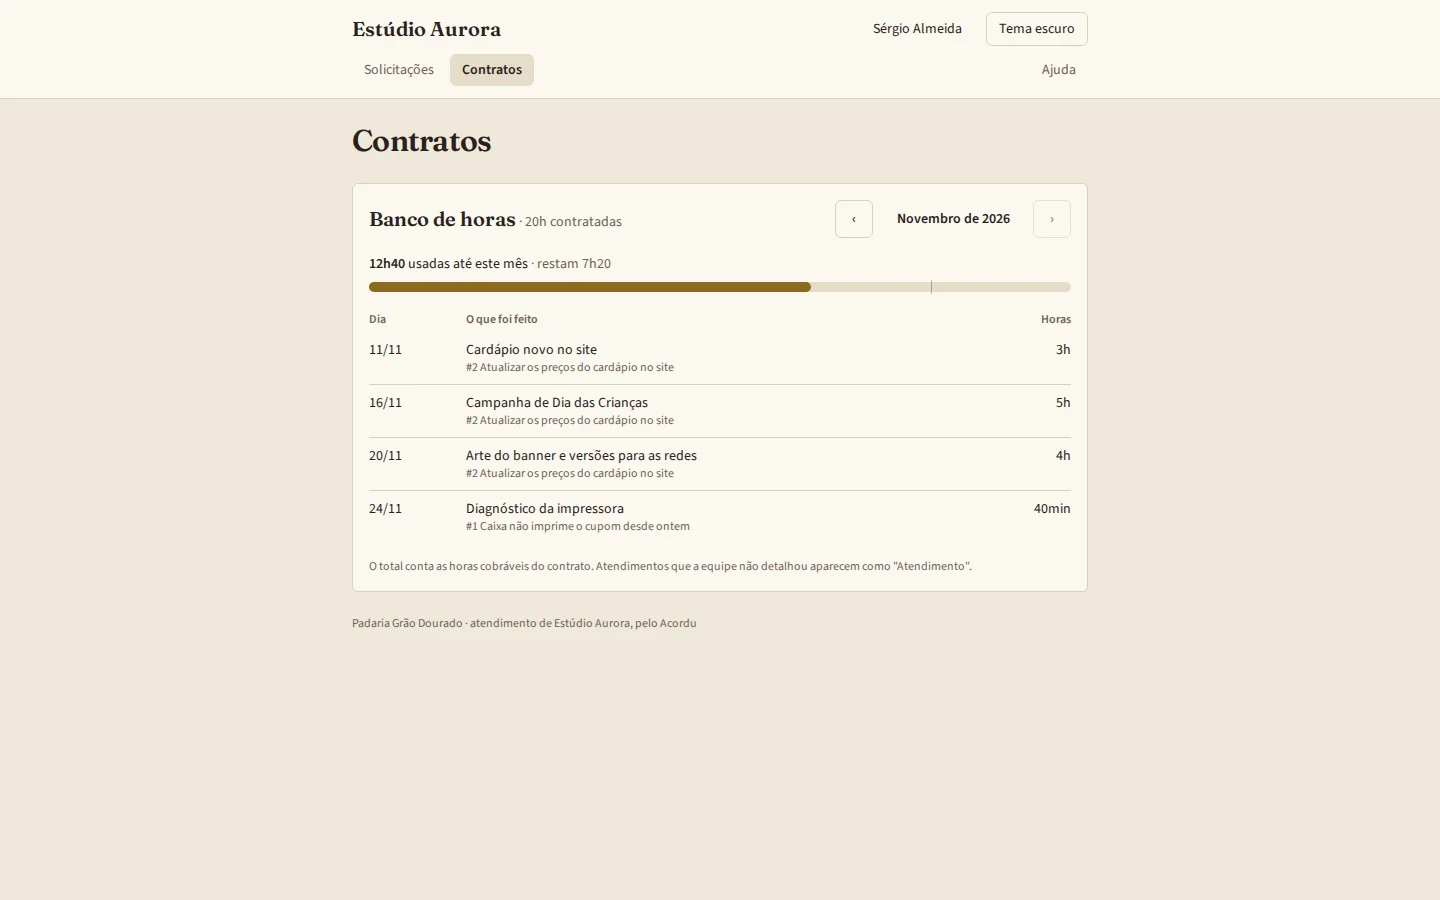 Estúdio Aurora
Sérgio Almeida
Tema escuro
Solicitações
Contratos
Ajuda
Contratos
Banco de horas · 20h contratadas
‹
Novembro de 2026
›
12h40 usadas até este mês · restam 7h20
Dia O que foi feito Horas
11/11 Cardápio novo no site 3h
#2 Atualizar os preços do cardápio no site
16/11 Campanha de Dia das Crianças 5h
#2 Atualizar os preços do cardápio no site
20/11 Arte do banner e versões para as redes 4h
#2 Atualizar os preços do cardápio no site
24/11 Diagnóstico da impressora 40min
#1 Caixa não imprime o cupom desde ontem
O total conta as horas cobráveis do contrato. Atendimentos que a equipe não detalhou aparecem como "Atendimento".
Padaria Grão Dourado · atendimento de Estúdio Aurora, pelo Acordu